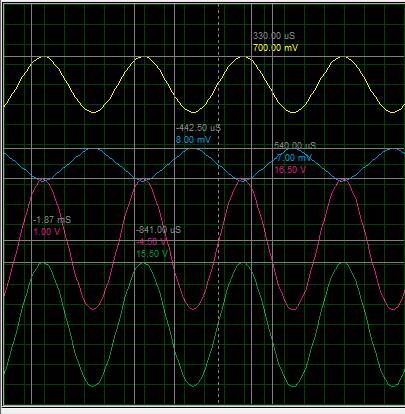 330.00 uS
700.00 mV
-442.50 uS
8.00 mV
540.00 uS
-7.00 mV
16.50 V
-1.87 mS
1.00 V
-841.00 uS
-4.50 V
15.50 V